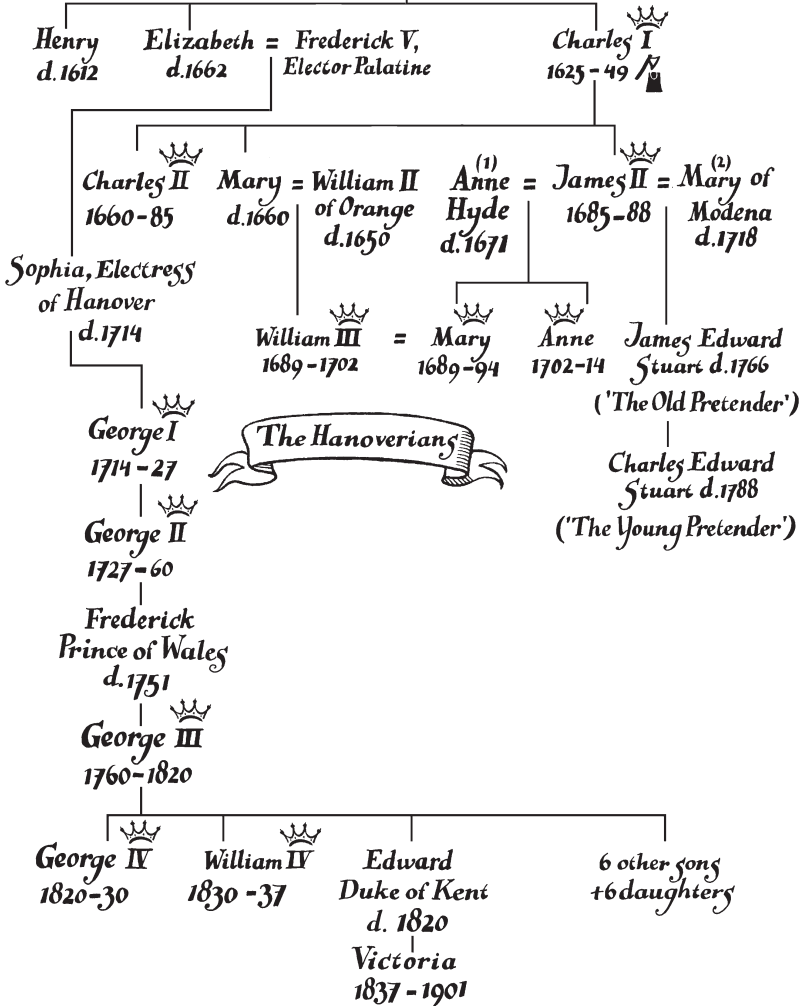 Henry
d.1612
Elizabeth = Frederick V,
d.1662 Elector Palatine
Charles I
1625-49
Charles II
1660-85
Mary = William II
d.1660 of Orange
d.1650
(1)
Anne = James II = Mary of
Hyde 1685-88 Modena
d.1671 d.1718
(2)
Sophia, Electress
of Hanover
d.1714
William III = Mary
1689-1702 1689-94
Anne
1702-14
James Edward
Stuart d.1766
('The Old Pretender')
George I
1714-27
The Hanoverians
Charles Edward
Stuart d.1788
('The Young Pretender')
George II
1727-60
Frederick
Prince of Wales
d.1751
George III
1760-1820
George IV
1820-30
William IV
1830-37
Edward
Duke of Kent
d. 1820
6 other sons
+6 daughters
Victoria
1837-1901